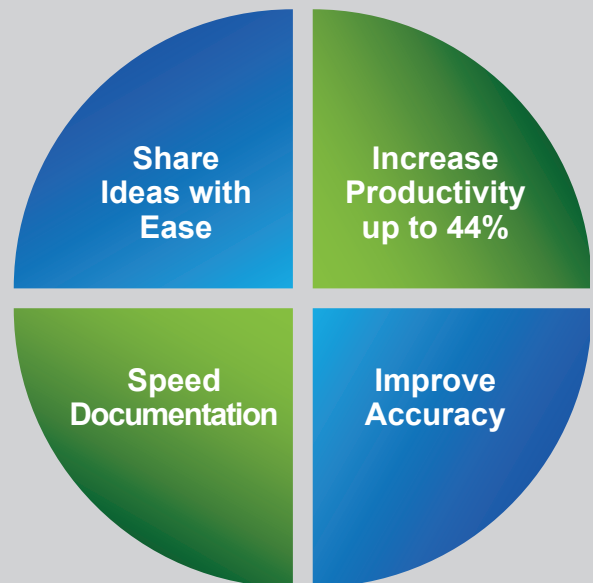 Share
Ideas with
Ease
Increase
Productivity
up to 44%
Speed
Documentation
Improve
Accuracy